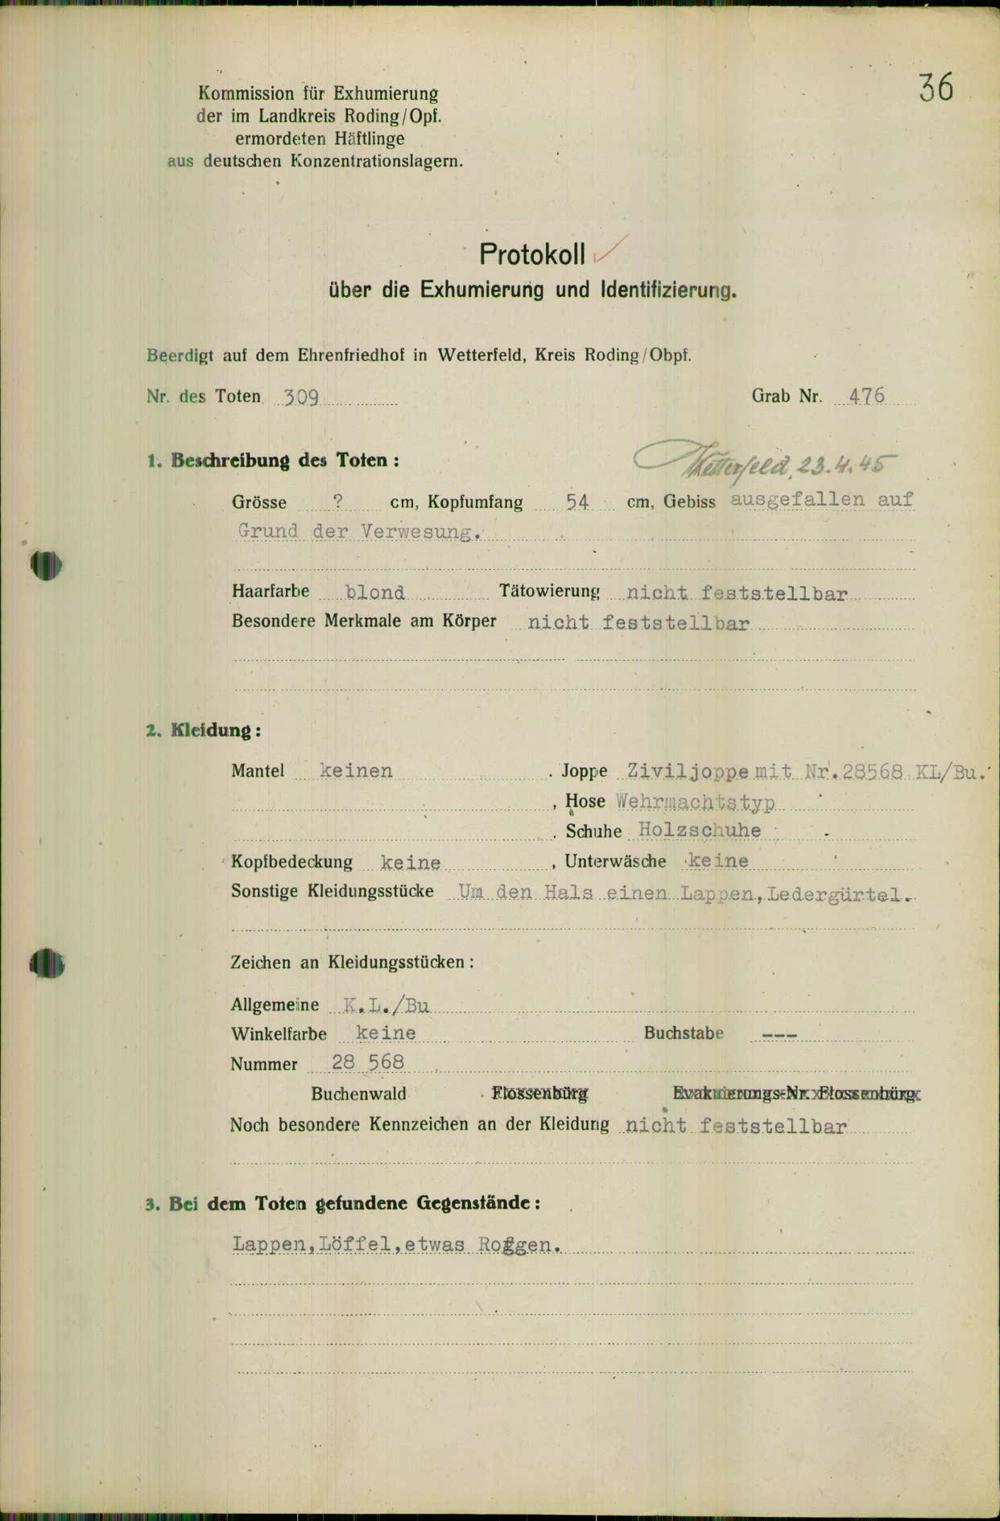 36
Kommission für Exhumierung
der im Landkreis Roding/Opf.
ermordeten Häftlinge
aus deutschen Konzentrationslagern.
Protokoll
über die Exhumierung und Identifizierung.
Beerdigt auf dem Ehrenfriedhof in Wetterfeld, Kreis Roding/Obpf.
Nr. des Toten 309 Grab Nr. 476
1. Beschreibung des Toten:
Wetterfeld, 23.4.45
Grösse ? cm, Kopfumfang 54 cm, Gebiss ausgefallen auf
Grund der Verwesung.
Haarfarbe blond Tätowierung nicht feststellbar
Besondere Merkmale am Körper nicht feststellbar
2. Kleidung:
Mantel keinen . Joppe Ziviljoppe mit Nr.28568 KL/Bu.
, Hose Wehrmachtstyp
. Schuhe Holzschuhe
Kopfbedeckung keine , Unterwäsche keine
Sonstige Kleidungsstücke Um den Hals einen Lappen,Ledergürtel.
Zeichen an Kleidungsstücken:
Allgemeine K.L./Bu
Winkelfarbe keine Buchstabe ---
Nummer 28 568
Buchenwald Flossenbürg Evakuierungs-Nr. Flossenbürg
Noch besondere Kennzeichen an der Kleidung nicht feststellbar
3. Bei dem Toten gefundene Gegenstände:
Lappen,Löffel,etwas Roggen.